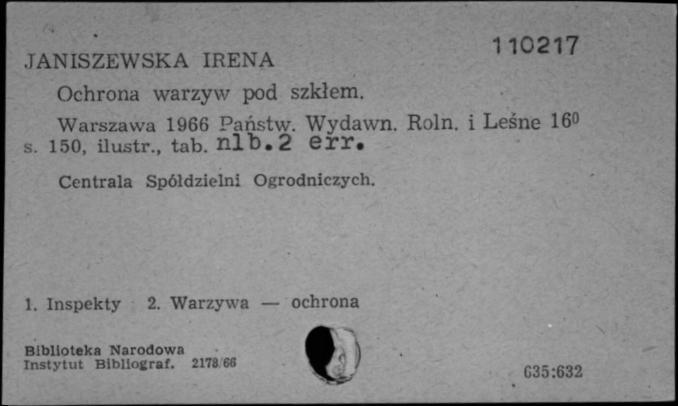 110217
JANISZEWSKA IRENA
Ochrona warzyw pod szkłem.
Warszawa 1966 Państw. Wydawn. Roln. i Leśne 16⁰
s. 150, ilustr., tab. nlb.2 err.
Centrala Spółdzielni Ogrodniczych.
1. Inspekty 2. Warzywa — ochrona
Biblioteka Narodowa
Instytut Bibliograf. 2178/66
635:632